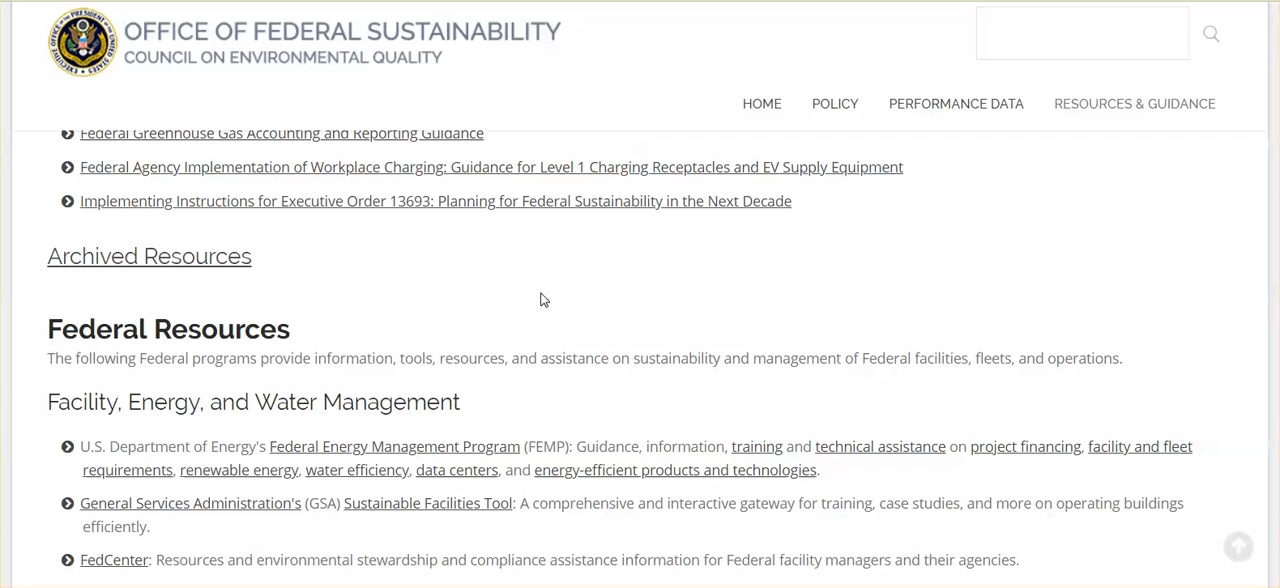 OFFICE OF FEDERAL SUSTAINABILITY
COUNCIL ON ENVIRONMENTAL QUALITY
HOME POLICY PERFORMANCE DATA RESOURCES & GUIDANCE
Federal Greenhouse Gas Accounting and Reporting Guidance
Federal Agency Implementation of Workplace Charging: Guidance for Level 1 Charging Receptacles and EV Supply Equipment
Implementing Instructions for Executive Order 13693: Planning for Federal Sustainability in the Next Decade
Archived Resources
Federal Resources
The following Federal programs provide information, tools, resources, and assistance on sustainability and management of Federal facilities, fleets, and operations.
Facility, Energy, and Water Management
U.S. Department of Energy's Federal Energy Management Program (FEMP): Guidance, information, training and technical assistance on project financing, facility and fleet
requirements, renewable energy, water efficiency, data centers, and energy-efficient products and technologies.
General Services Administration's (GSA) Sustainable Facilities Tool: A comprehensive and interactive gateway for training, case studies, and more on operating buildings
efficiently.
FedCenter: Resources and environmental stewardship and compliance assistance information for Federal facility managers and their agencies.